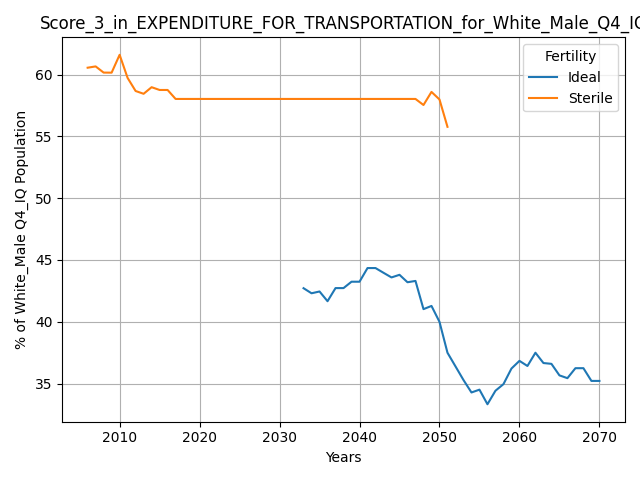 Score_3_in_EXPENDITURE_FOR_TRANSPORTATION_for_White_Male_Q4_IQ
Fertility
Ideal
Sterile
% of White_Male Q4_IQ Population
60
55
50
45
40
35
2010 2020 2030 2040 2050 2060 2070
Years